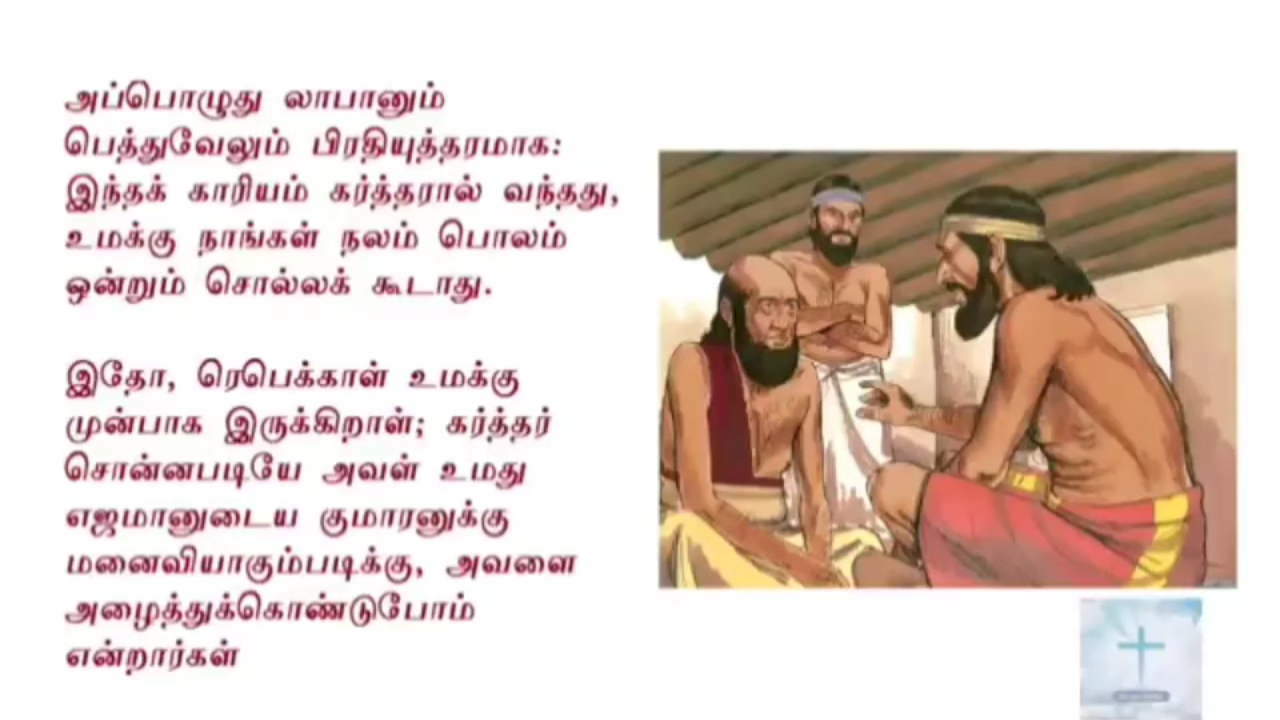 அப்பொழுது லாபானும்
பெத்துவேலும் பிரதியுத்தரமாக:
இந்தக் காரியம் கர்த்தரால் வந்தது,
உமக்கு நாங்கள் நலம் பொலம்
ஒன்றும் சொல்லக் கூடாது.
இதோ, ரெபெக்காள் உமக்கு
முன்பாக இருக்கிறாள்; கர்த்தர்
சொன்னபடியே அவள் உமது
எஜமானுடைய குமாரனுக்கு
மனைவியாகும்படிக்கு, அவளை
அழைத்துக்கொண்டுபோம்
என்றார்கள்